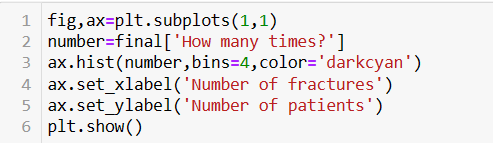 1 fig,ax=plt.subplots(1,1)
2 number=final['How many times?']
3 ax.hist(number,bins=4,color='darkcyan')
4 ax.set_xlabel('Number of fractures')
5 ax.set_ylabel('Number of patients')
6 plt.show()